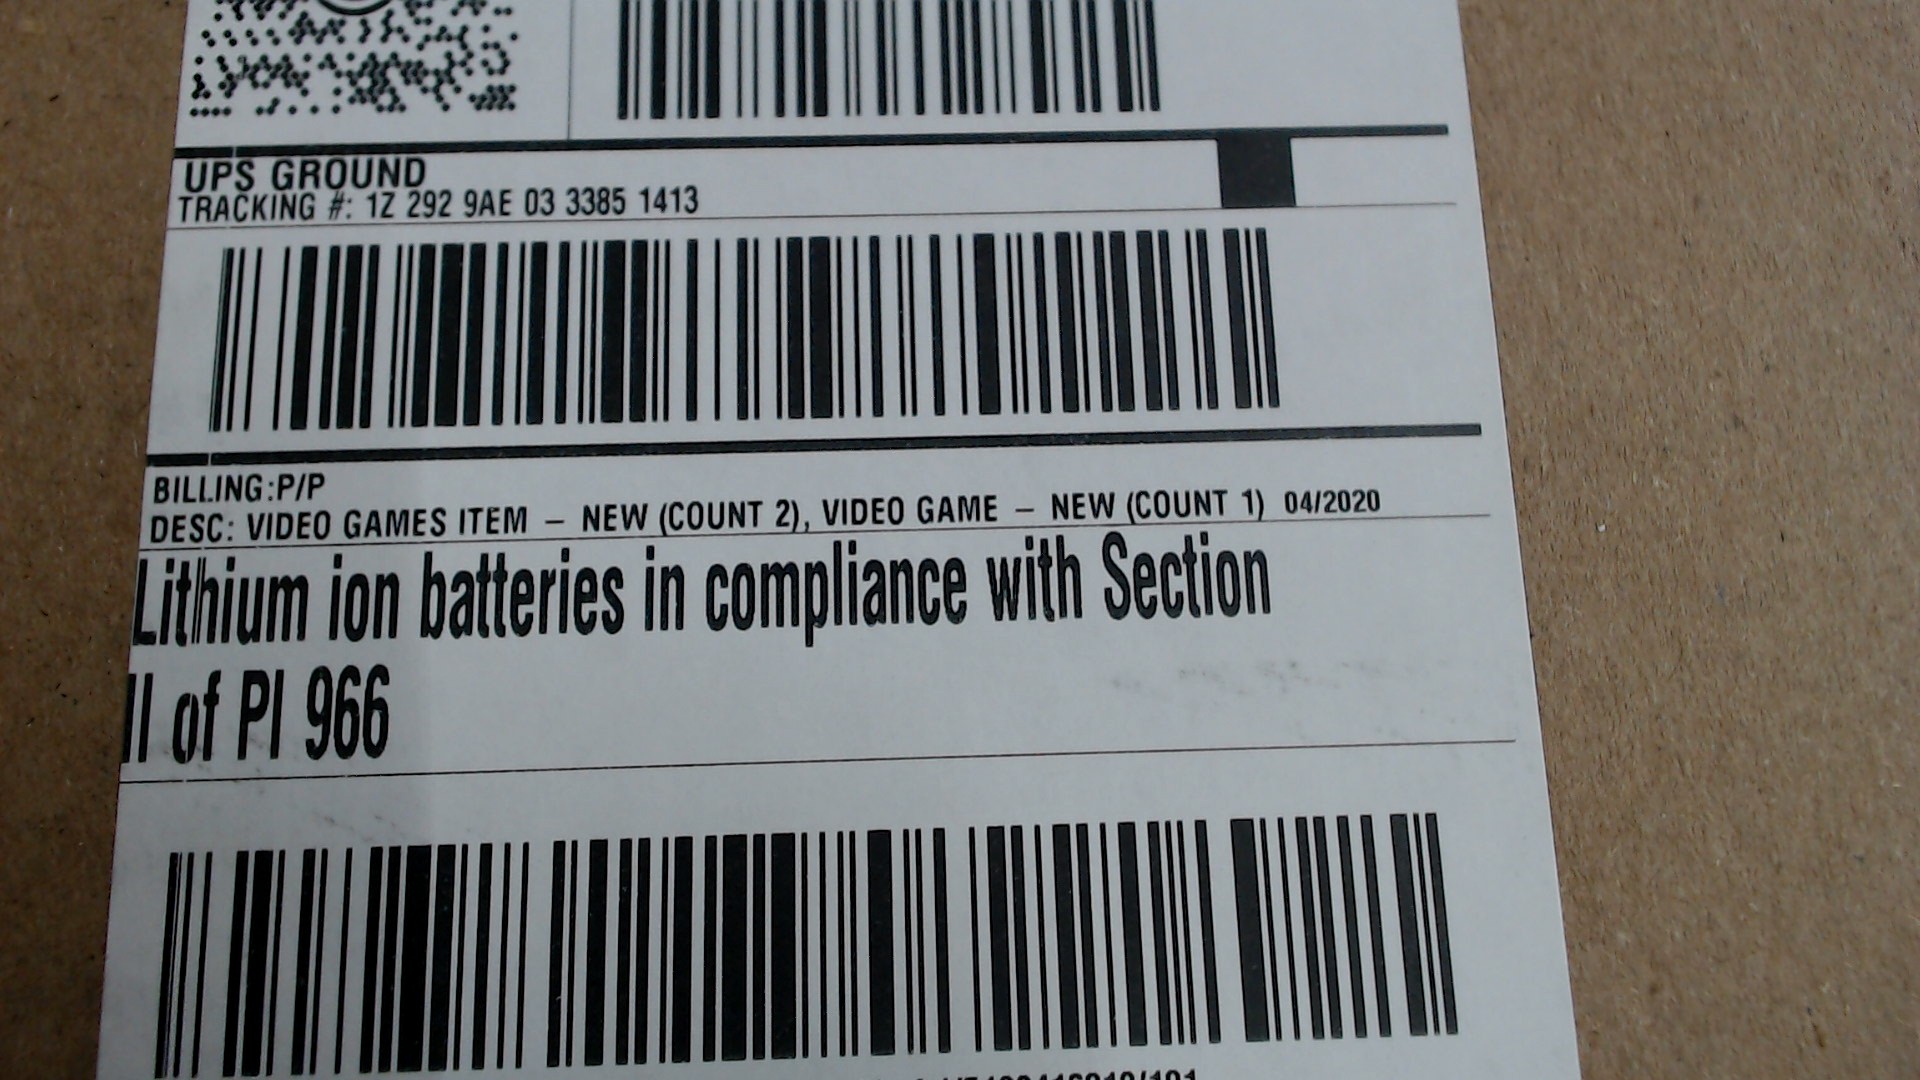 UPS GROUND
TRACKING #: 1Z 292 9AE 03 3385 1413
BILLING:P/P
DESC: VIDEO GAMES ITEM – NEW (COUNT 2), VIDEO GAME – NEW (COUNT 1) 04/2020
Lithium ion batteries in compliance with Section
II of PI 966